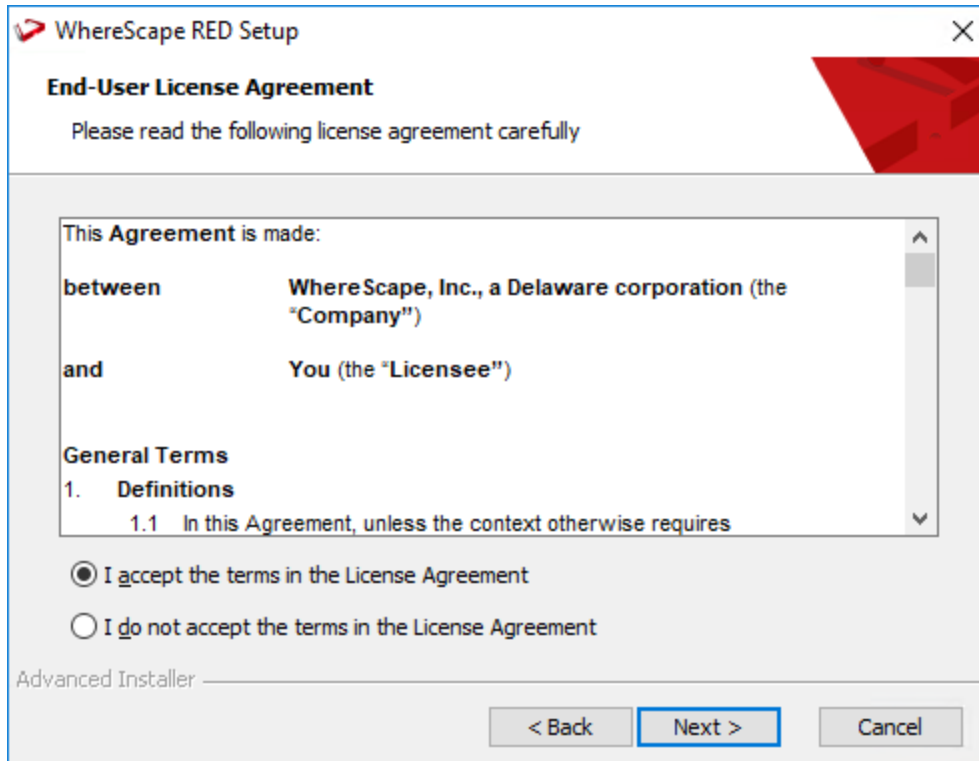 WhereScape RED Setup
End-User License Agreement
Please read the following license agreement carefully
This Agreement is made:
between WhereScape, Inc., a Delaware corporation (the
“Company”)
and You (the “Licensee”)
General Terms
1. Definitions
1.1 In this Agreement, unless the context otherwise requires
I accept the terms in the License Agreement
I do not accept the terms in the License Agreement
Advanced Installer
< Back Next > Cancel